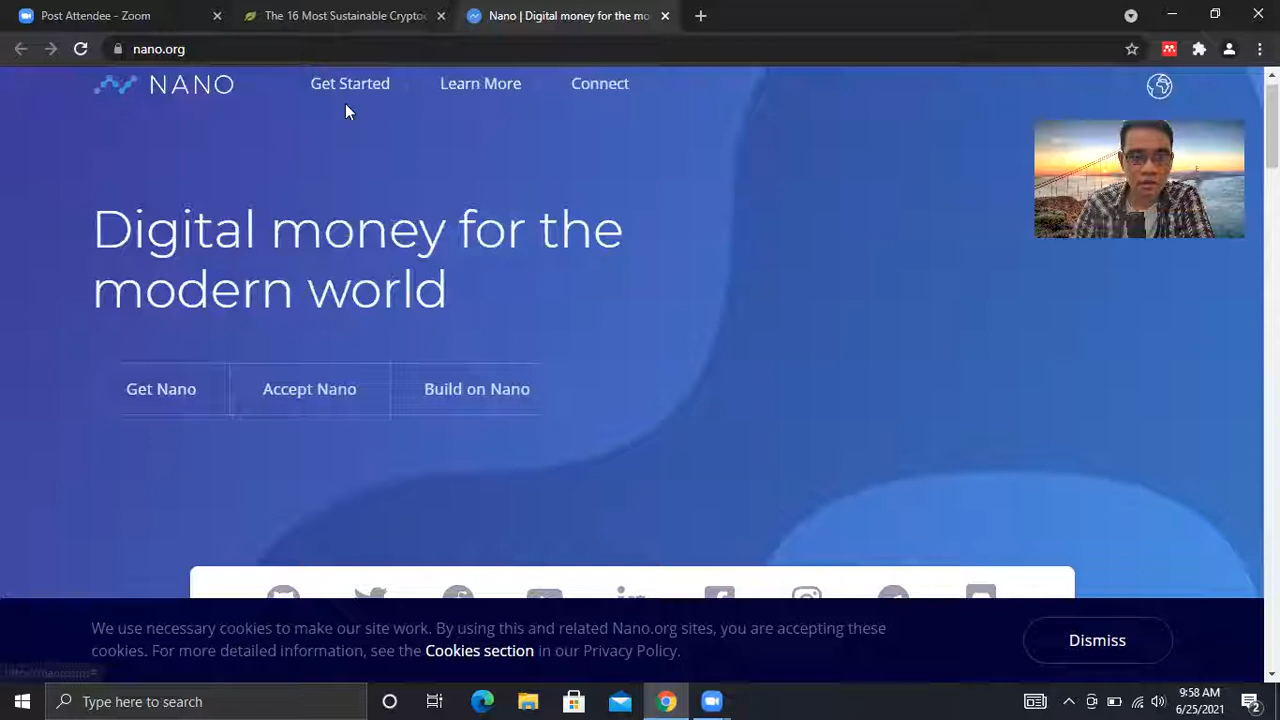 Post Attendee - Zoom
The 16 Most Sustainable Cryptoc
Nano | Digital money for the mo
nano.org
NANO
Get Started
Learn More
Connect
Digital money for the
modern world
Get Nano
Accept Nano
Build on Nano
We use necessary cookies to make our site work. By using this and related Nano.org sites, you are accepting these
cookies. For more detailed information, see the Cookies section in our Privacy Policy.
Dismiss
Type here to search
9:58 AM
6/25/2021
2